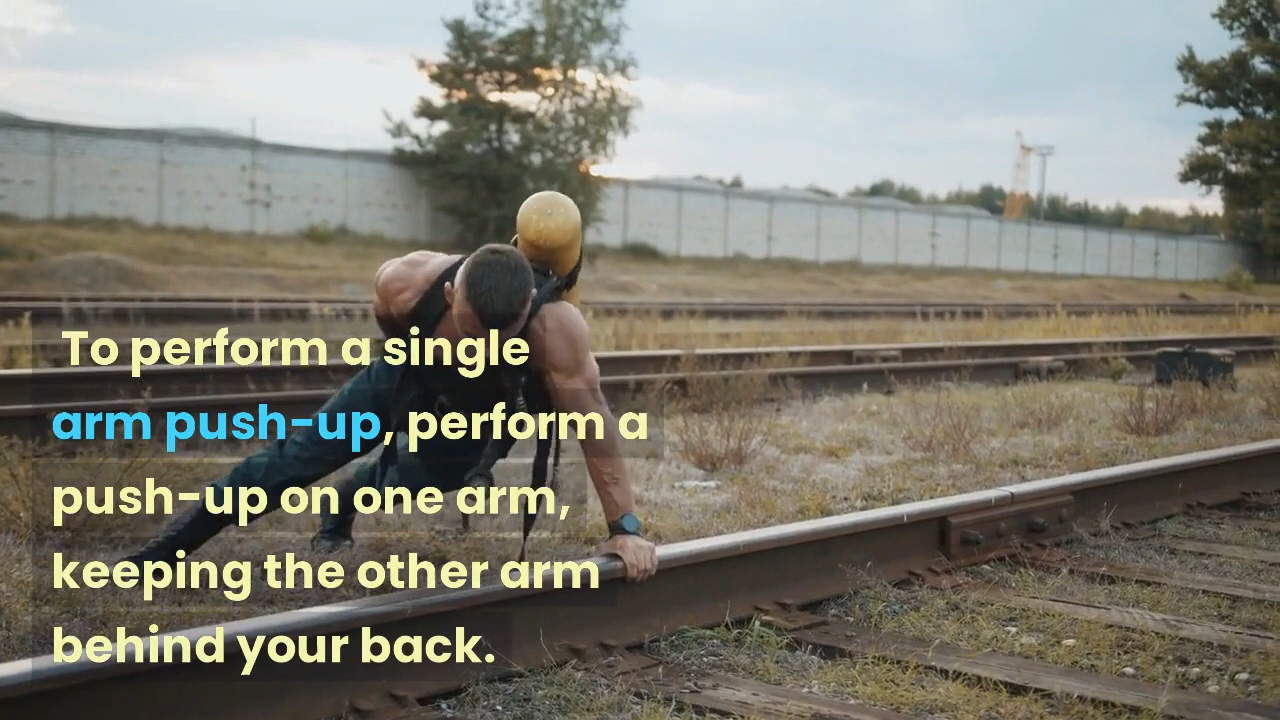 To perform a single
arm push-up, perform a
push-up on one arm,
keeping the other arm
behind your back.